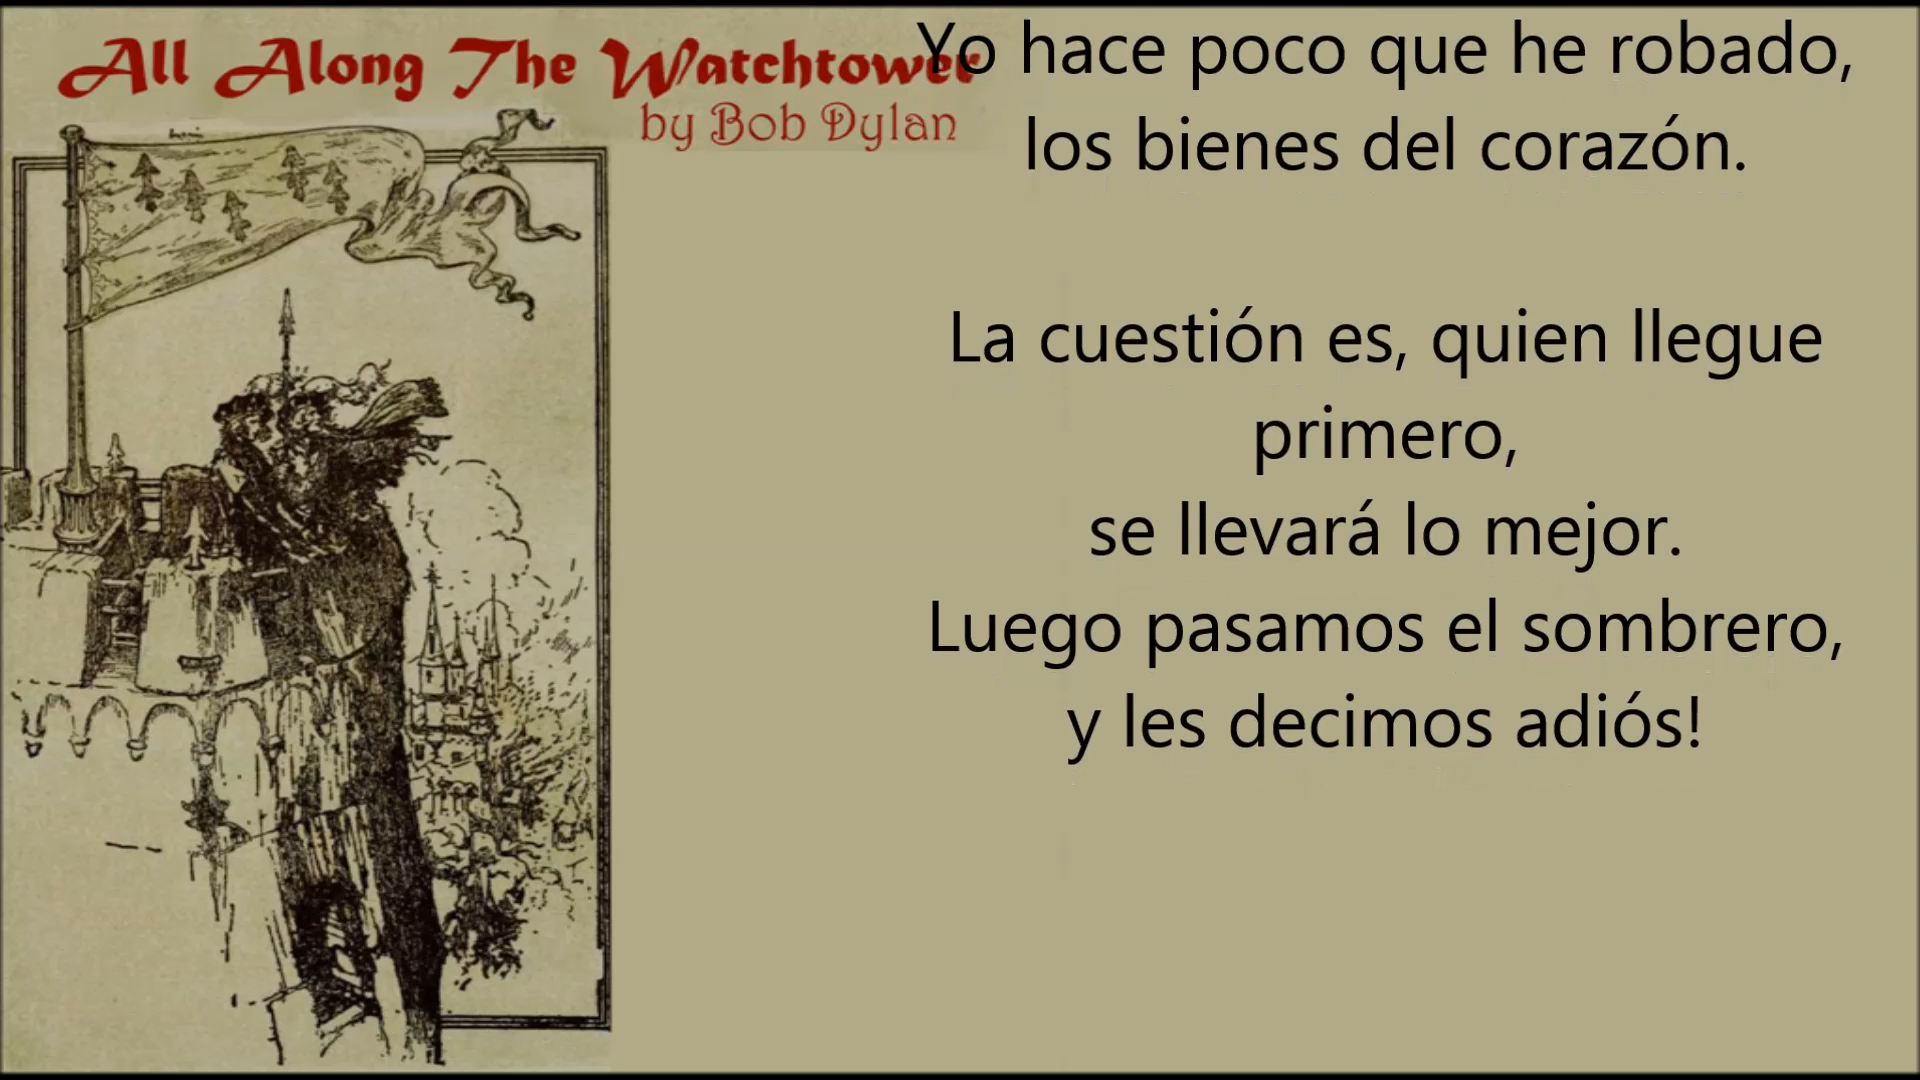 All Along The Watchtower
by Bob Dylan
Yo hace poco que he robado,
los bienes del corazón.
La cuestión es, quien llegue
primero,
se llevará lo mejor.
Luego pasamos el sombrero,
y les decimos adiós!